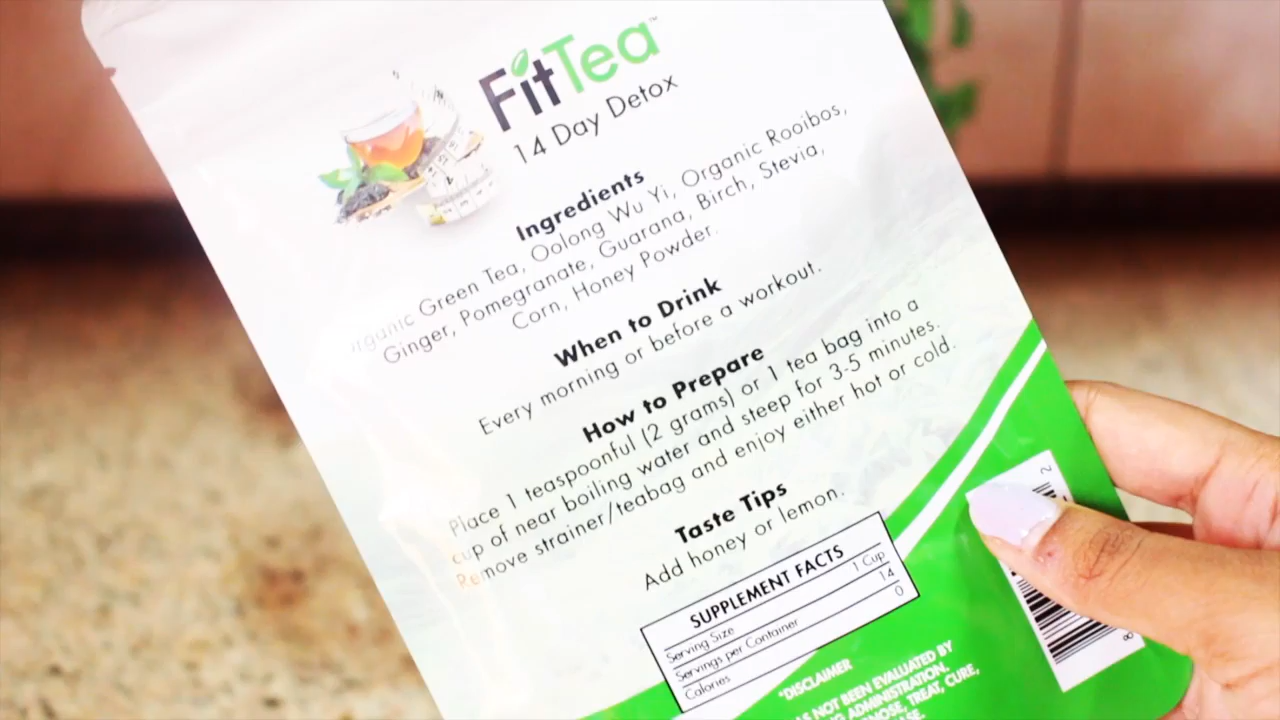 FitTea™
14 Day Detox
Ingredients
Organic Green Tea, Oolong Wu Yi, Organic Rooibos,
Ginger, Pomegranate, Guarana, Birch, Stevia,
Corn, Honey Powder.
When to Drink
Every morning or before a workout.
How to Prepare
Place 1 teaspoonful (2 grams) or 1 tea bag into a
cup of near boiling water and steep for 3-5 minutes.
Remove strainer/teabag and enjoy either hot or cold.
Taste Tips
Add honey or lemon.
SUPPLEMENT FACTS
Serving Size 1 Cup
Servings per Container 14
Calories 0
*DISCLAIMER
NOT BEEN EVALUATED BY
ADMINISTRATION.
TREAT, CURE,
2
8